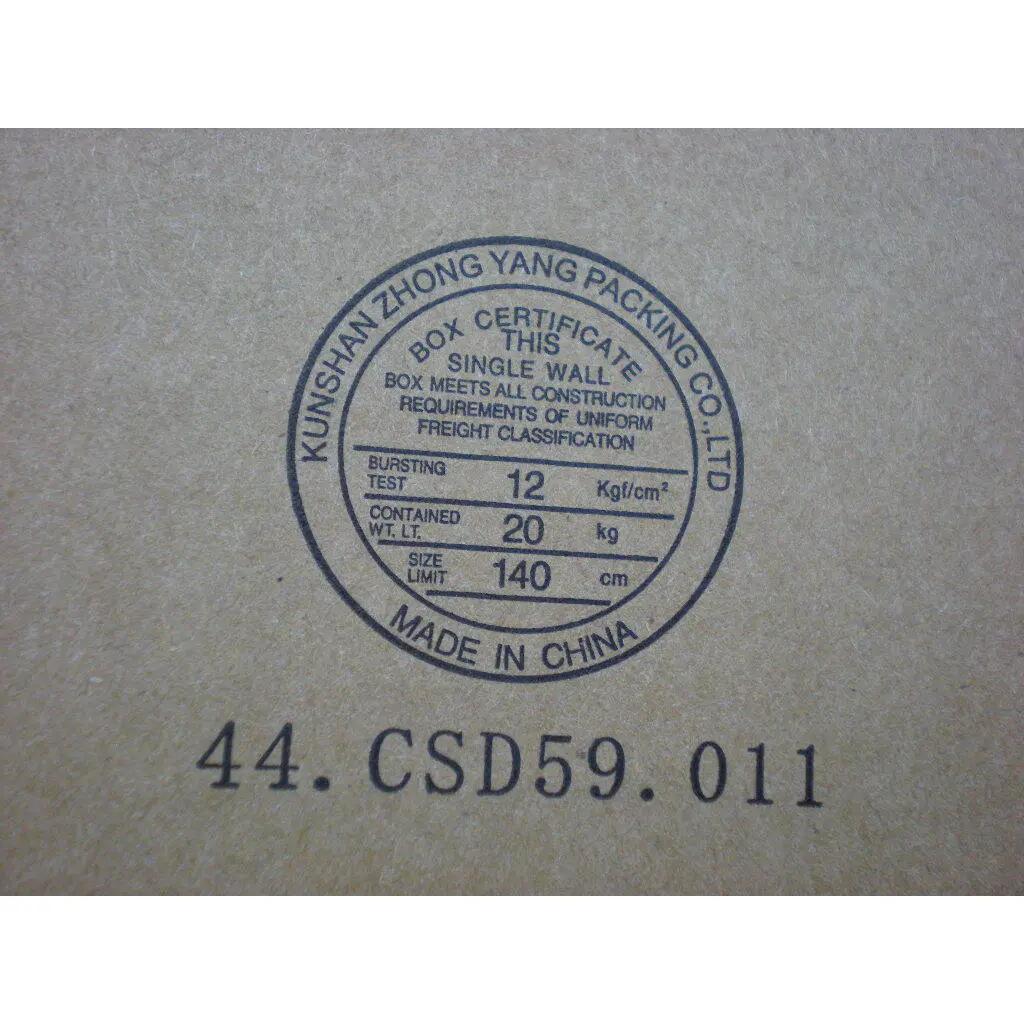 KUNSHAN ZHONG YANG PACKING CO.,LTD
BOX CERTIFICATE
THIS
SINGLE WALL
BOX MEETS ALL CONSTRUCTION
REQUIREMENTS OF UNIFORM
FREIGHT CLASSIFICATION
BURSTING
TEST 12 Kgf/cm²
CONTAINED
WT. LT. 20 kg
SIZE
LIMIT 140 cm
MADE IN CHINA
44.CSD59.011